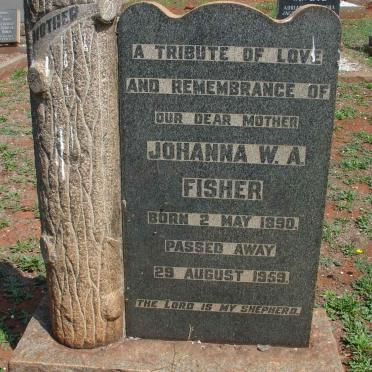 MOTHER
A TRIBUTE OF LOVE
AND REMEMBRANCE OF
OUR DEAR MOTHER
JOHANNA W. A.
FISHER
BORN 2 MAY 1890.
PASSED AWAY
29 AUGUST 1959.
THE LORD IS MY SHEPHERD.